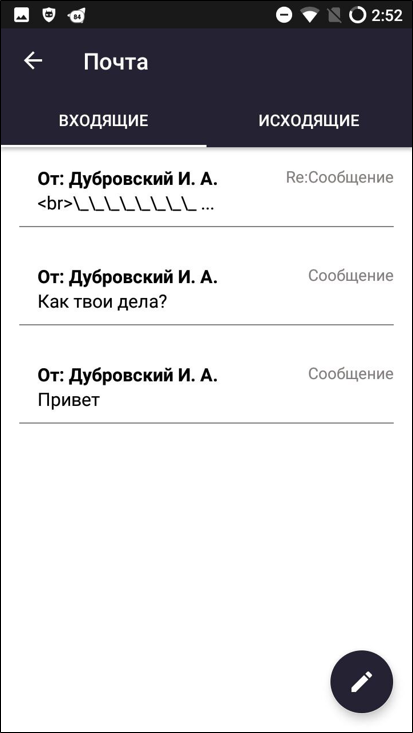 84 2:52
Почта
ВХОДЯЩИЕ ИСХОДЯЩИЕ
От: Дубровский И. А. Re:Сообщение
<br>\_\_\_\_\_\_\_\_ ...
От: Дубровский И. А. Сообщение
Как твои дела?
От: Дубровский И. А. Сообщение
Привет